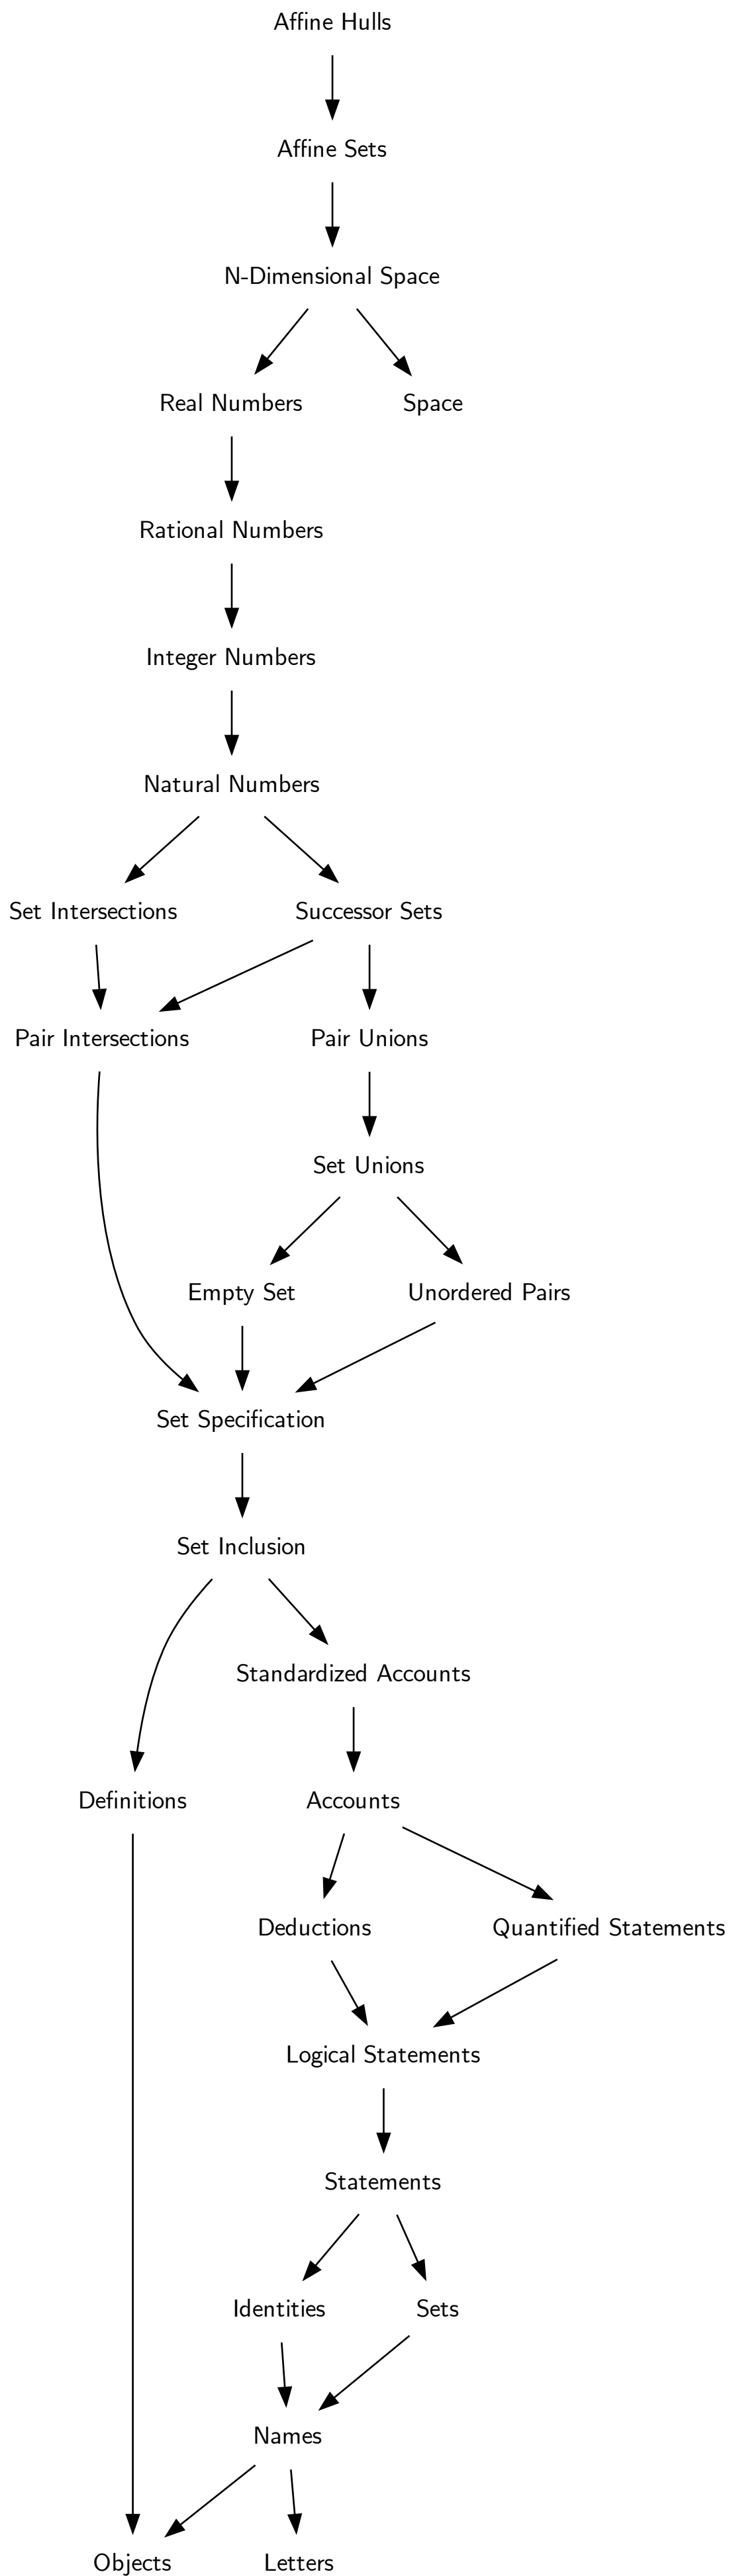 Affine Hulls
Affine Sets
N-Dimensional Space
Real Numbers
Space
Rational Numbers
Integer Numbers
Natural Numbers
Set Intersections
Successor Sets
Pair Intersections
Pair Unions
Set Unions
Empty Set
Unordered Pairs
Set Specification
Set Inclusion
Standardized Accounts
Definitions
Accounts
Deductions
Quantified Statements
Logical Statements
Statements
Identities
Sets
Names
Objects
Letters